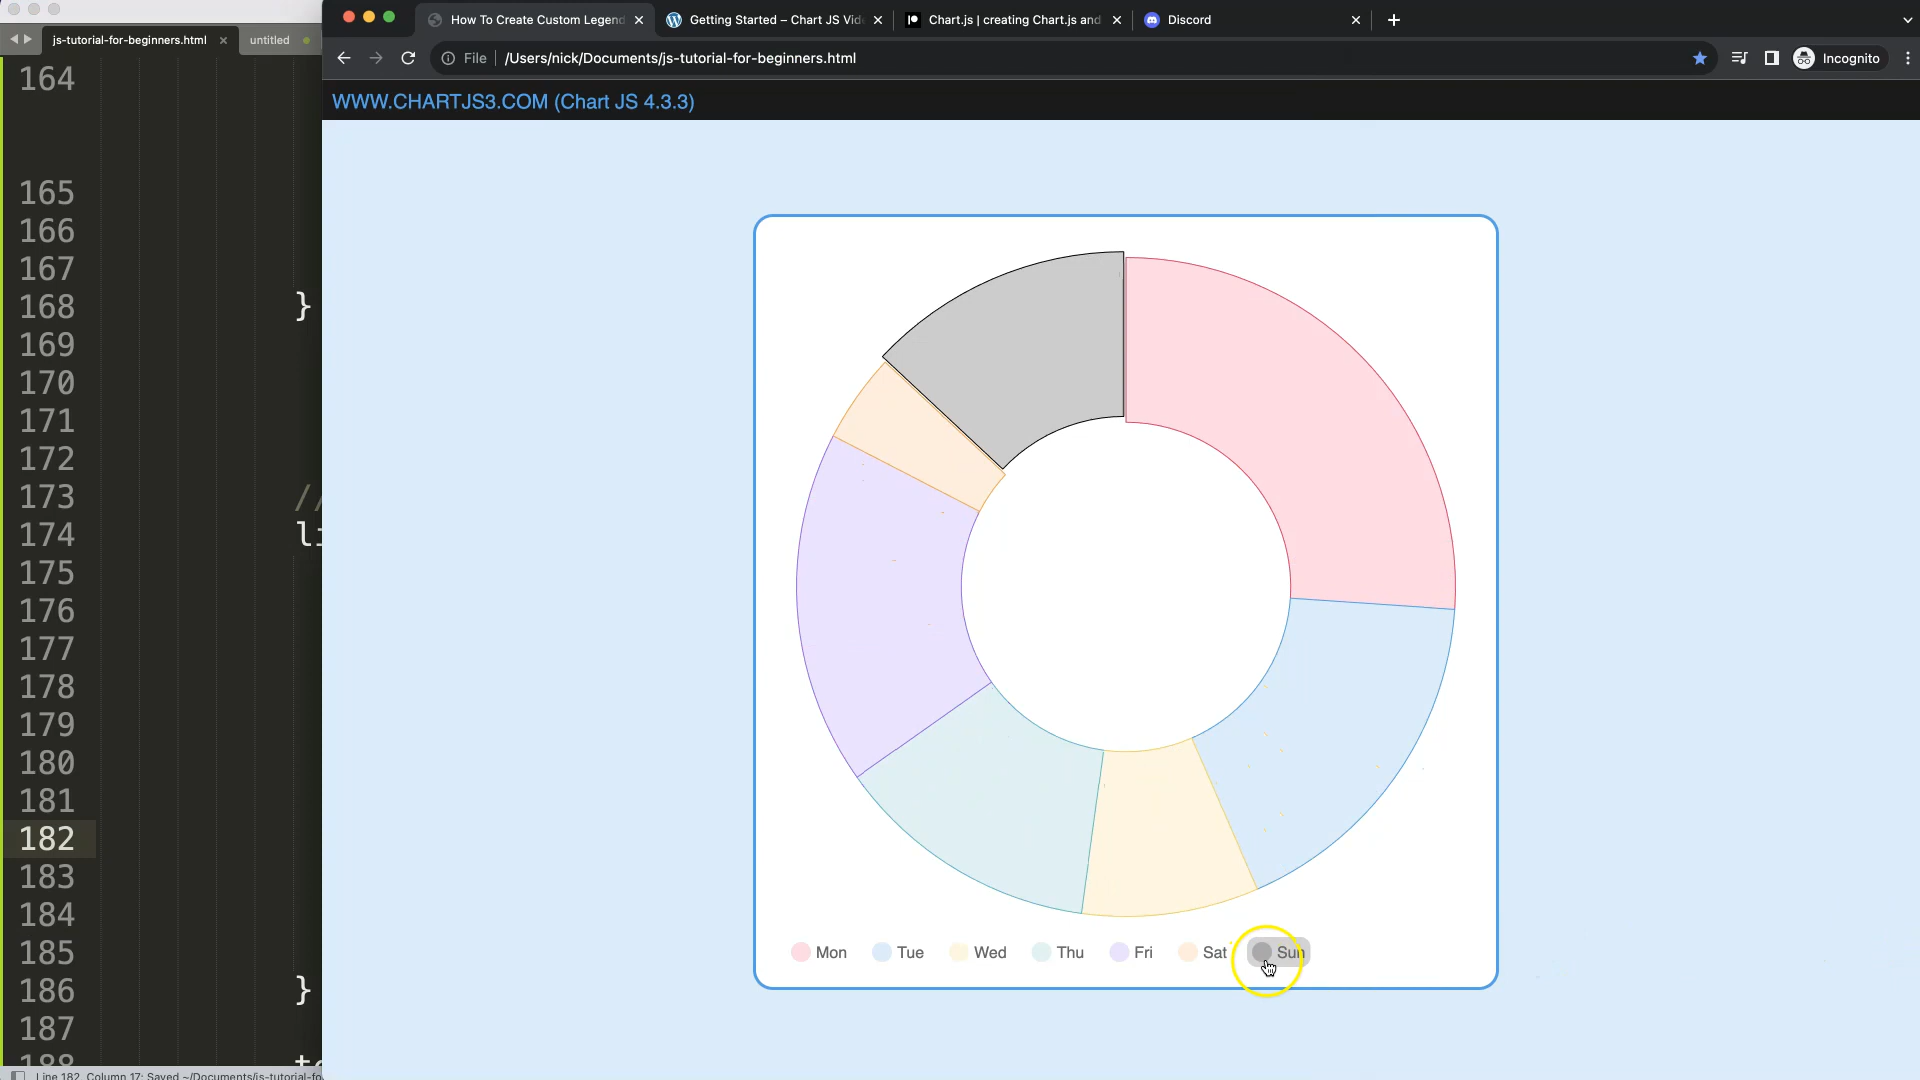 js-tutorial-for-beginners.html
untitled
164
165
166
167
168 }
169
170
171
172
173 //
174 li
175
176
177
178
179
180
181
182
183
184
185
186 }
187
188
Line 182, Column 17: Saved ~/Documents/js-tutorial-fo
How To Create Custom Legend
Getting Started – Chart JS Vid
Chart.js | creating Chart.js and
Discord
File /Users/nick/Documents/js-tutorial-for-beginners.html
Incognito
WWW.CHARTJS3.COM (Chart JS 4.3.3)
Mon Tue Wed Thu Fri Sat Sun